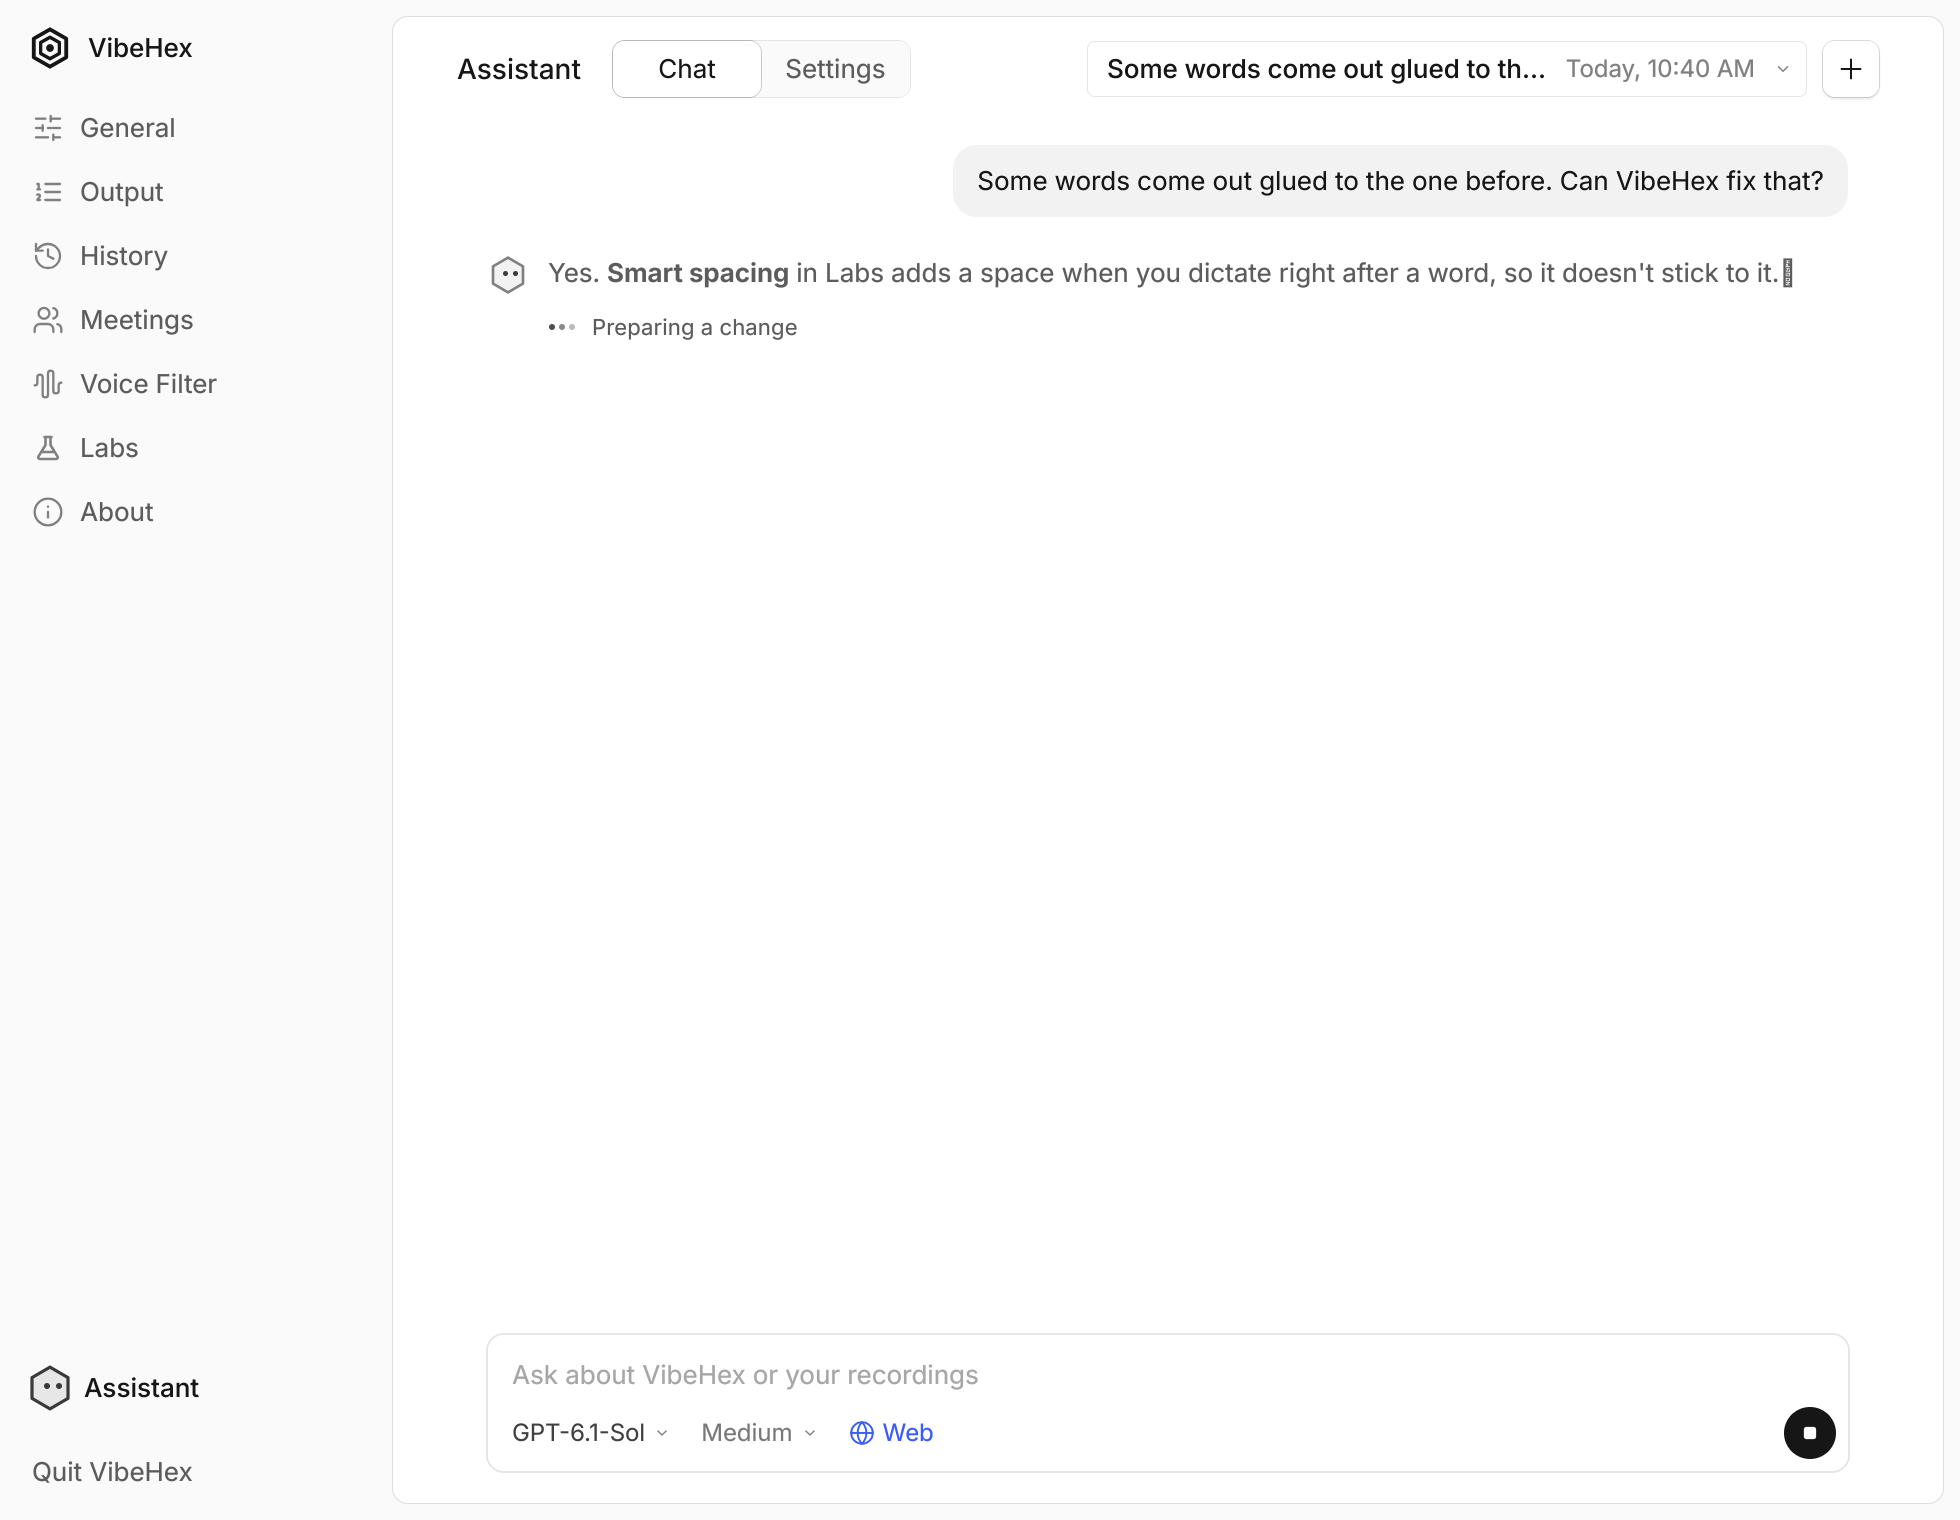 VibeHex
General
Output
History
Meetings
Voice Filter
Labs
About
Assistant
Quit VibeHex
Assistant
Chat
Settings
Some words come out glued to th...
Today, 10:40 AM
Some words come out glued to the one before. Can VibeHex fix that?
Yes. Smart spacing in Labs adds a space when you dictate right after a word, so it doesn't stick to it.
Preparing a change
Ask about VibeHex or your recordings
GPT-6.1-Sol
Medium
Web